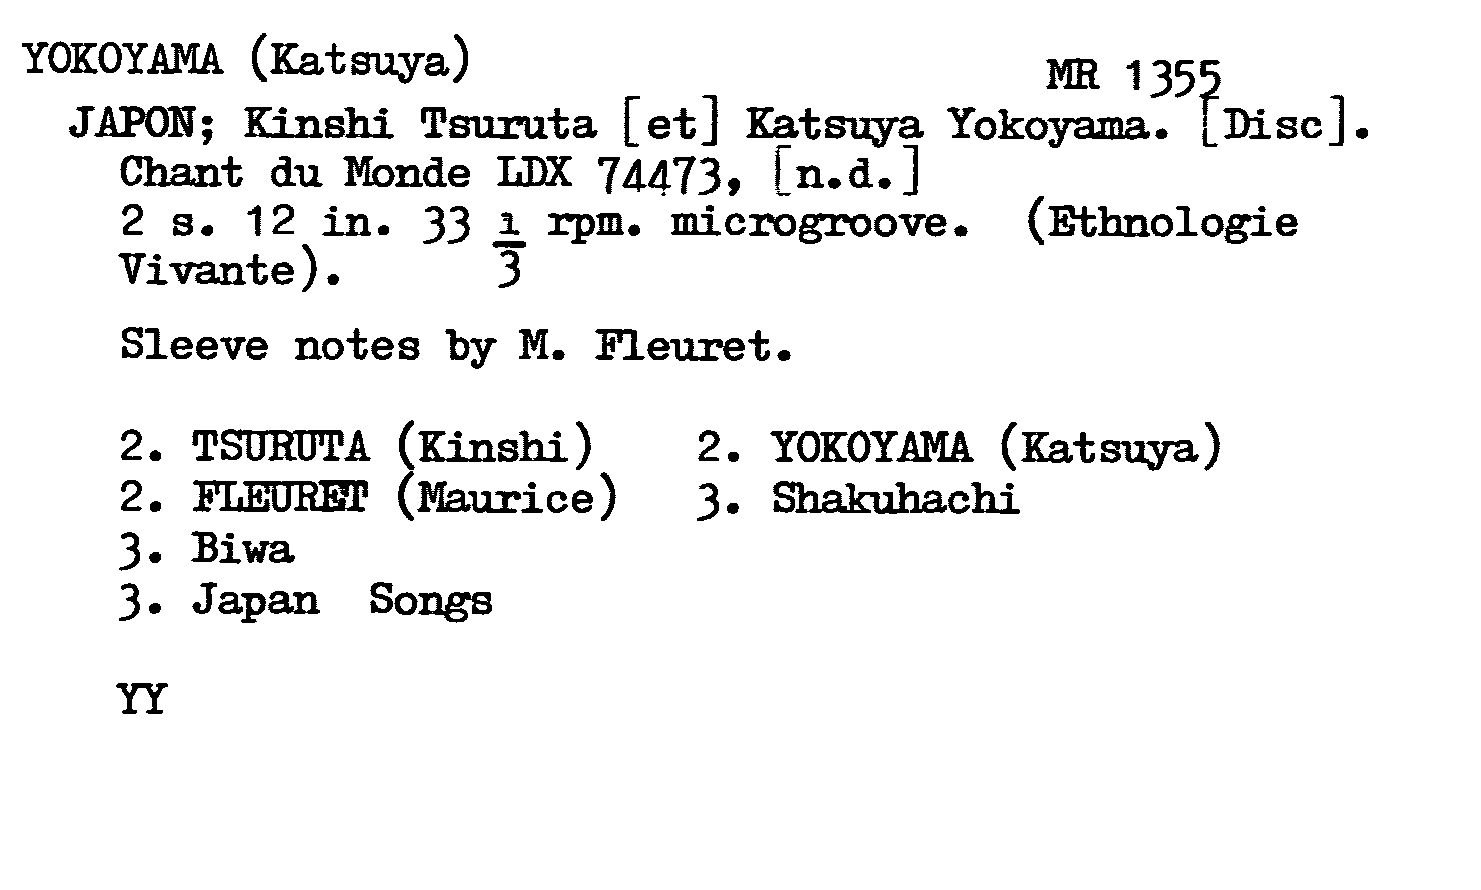 YOKOYAMA (Katsuya)
MR 1355
JAPON; Kinshi Tsuruta [et] Katsuya Yokoyama. [Disc].
Chant du Monde LDX 74473, [n.d.]
2 s. 12 in. 33 1/3 rpm. microgroove. (Ethnologie
Vivante).
Sleeve notes by M. Fleuret.
2. TSURUTA (Kinshi) 2. YOKOYAMA (Katsuya)
2. FLEURET (Maurice) 3. Shakuhachi
3. Biwa
3. Japan Songs
YY